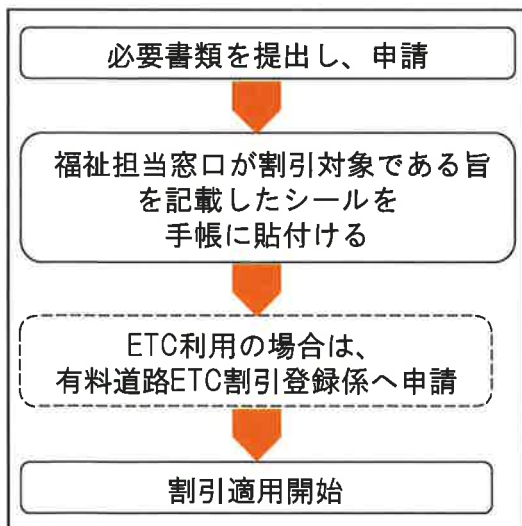 必要書類を提出し、申請
福祉担当窓口が割引対象である旨
を記載したシールを
手帳に貼付ける
ETC利用の場合は、
有料道路ETC割引登録係へ申請
割引適用開始